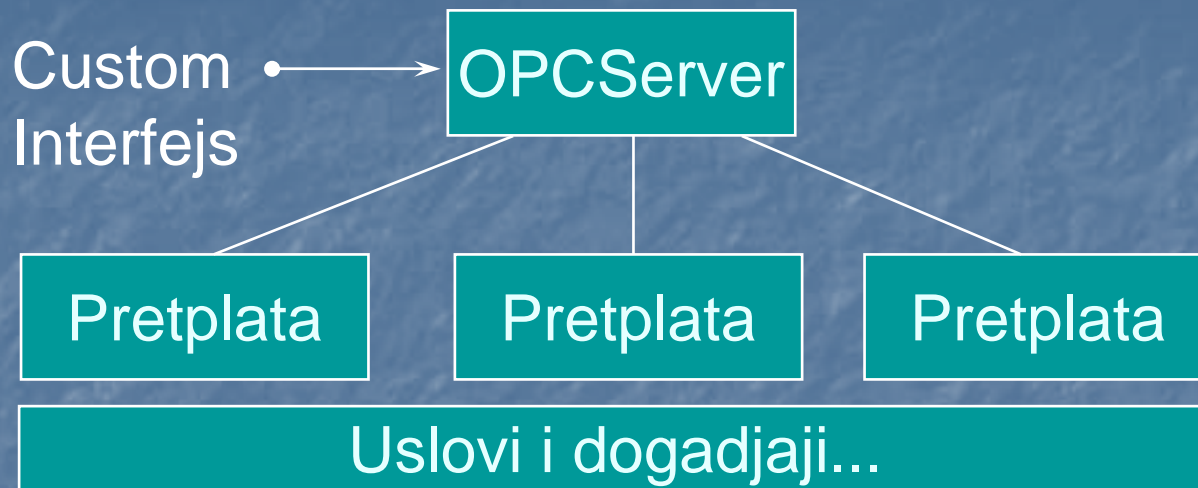 Custom
Interfejs
OPCServer
Pretplata
Pretplata
Pretplata
Uslovi i dogadjaji...